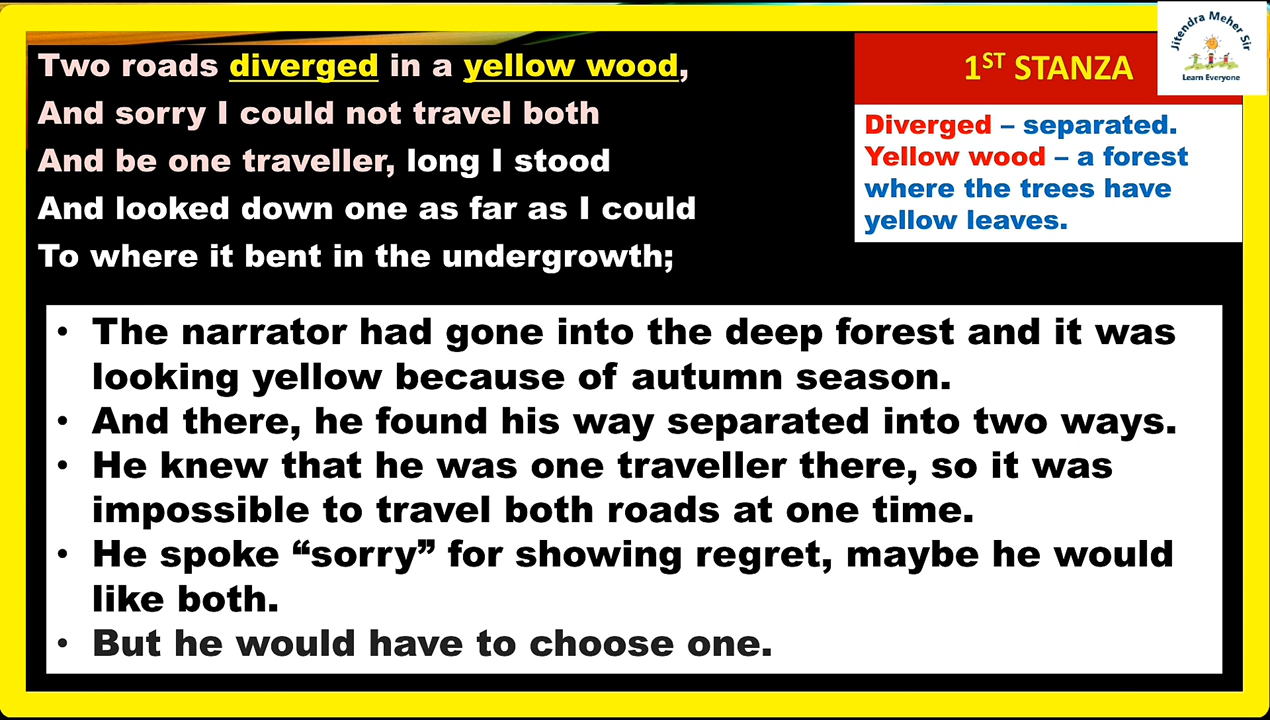 Two roads diverged in a yellow wood,
And sorry I could not travel both
And be one traveller, long I stood
And looked down one as far as I could
To where it bent in the undergrowth;
1ST STANZA
Jitendra Meher Sir
Learn Everyone
Diverged – separated.
Yellow wood – a forest
where the trees have
yellow leaves.
• The narrator had gone into the deep forest and it was
looking yellow because of autumn season.
• And there, he found his way separated into two ways.
• He knew that he was one traveller there, so it was
impossible to travel both roads at one time.
• He spoke “sorry” for showing regret, maybe he would
like both.
• But he would have to choose one.